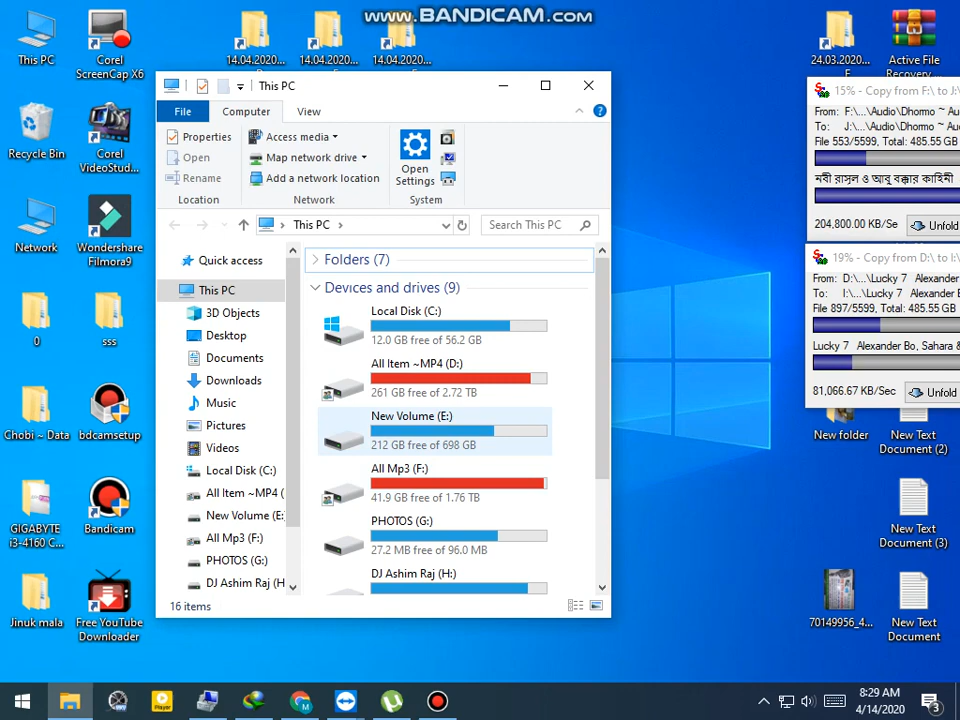 www.BANDICAM.com
This PC
Corel
ScreenCap X6
14.04.2020...
14.04.2020...
14.04.2020...
24.03.2020...
Active File
Recovery ...
Recycle Bin
Corel
VideoStud...
Network
Wondershare
Filmora9
0
sss
Chobi ~ Data
bdcamsetup
GIGABYTE
i3-4160 C...
Bandicam
Jinuk mala
Free YouTube
Downloader
This PC
File
Computer
View
Properties
Open
Rename
Location
Access media
Map network drive
Add a network location
Network
Open
Settings
System
This PC
Search This PC
Quick access
This PC
3D Objects
Desktop
Documents
Downloads
Music
Pictures
Videos
Local Disk (C:)
All Item ~MP4 (
New Volume (E:
All Mp3 (F:)
PHOTOS (G:)
DJ Ashim Raj (H
Folders (7)
Devices and drives (9)
Local Disk (C:)
12.0 GB free of 56.2 GB
All Item ~MP4 (D:)
261 GB free of 2.72 TB
New Volume (E:)
212 GB free of 698 GB
All Mp3 (F:)
41.9 GB free of 1.76 TB
PHOTOS (G:)
27.2 MB free of 96.0 MB
DJ Ashim Raj (H:)
16 items
15% - Copy from F:\ to J:\
From: F:\...\Audio\Dhormo ~ Au
To: J:\...\Audio\Dhormo ~ Au
File 553/5599, Total: 485.55 GB
নবী রাসূল ও আবু বক্কার কাহিনী
204,800.00 KB/Se
Unfold
19% - Copy from D:\ to I:\
From: D:\...\Lucky 7 Alexander
To: I:\...\Lucky 7 Alexander B
File 897/5599, Total: 485.55 GB
Lucky 7 Alexander Bo, Sahara &
81,066.67 KB/Sec
Unfold
New folder
New Text
Document (2)
New Text
Document (3)
70149956_4...
New Text
Document
Player
8:29 AM
4/14/2020
3